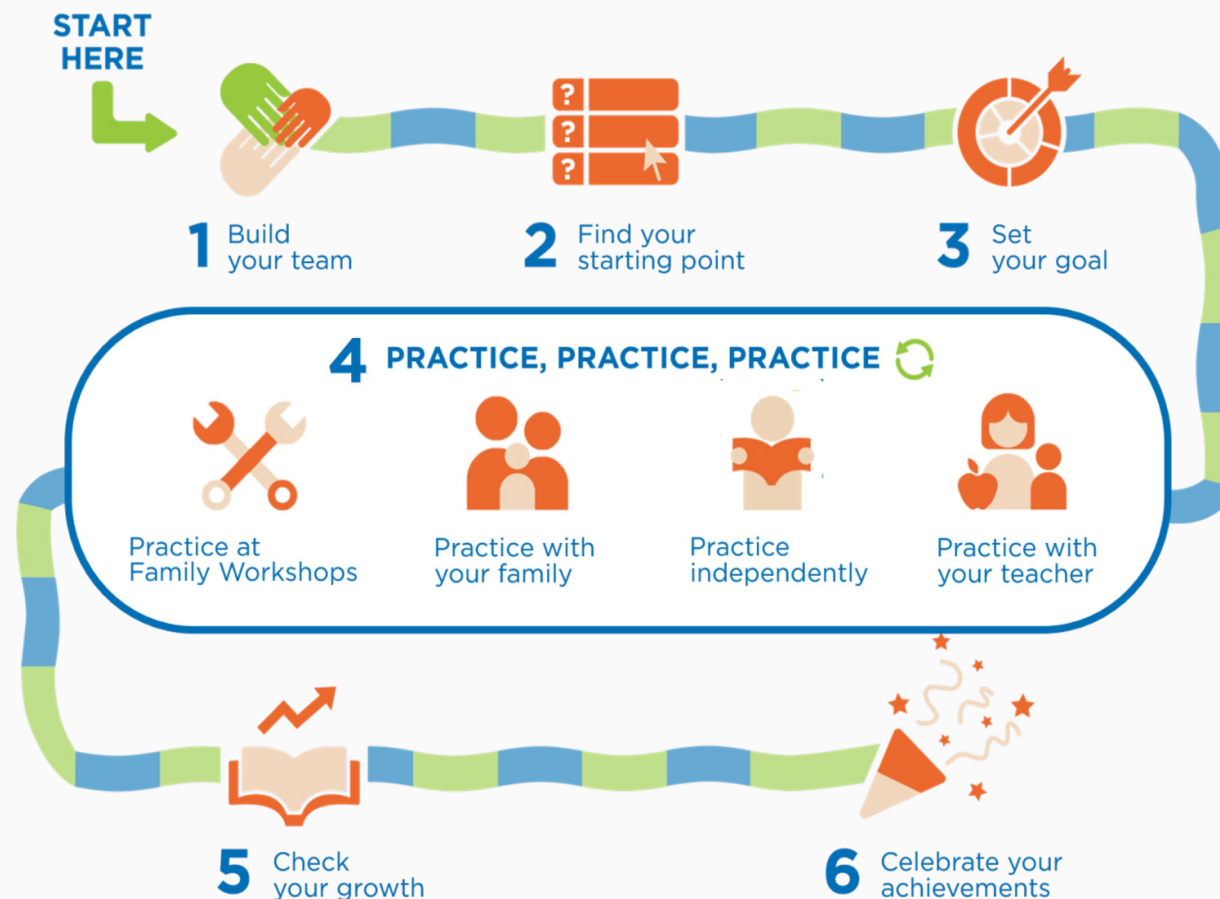 START
HERE
?
?
?
1 Build
your team
2 Find your
starting point
3 Set
your goal
4 PRACTICE, PRACTICE, PRACTICE
Practice at
Family Workshops
Practice with
your family
Practice
independently
Practice with
your teacher
5 Check
your growth
6 Celebrate your
achievements